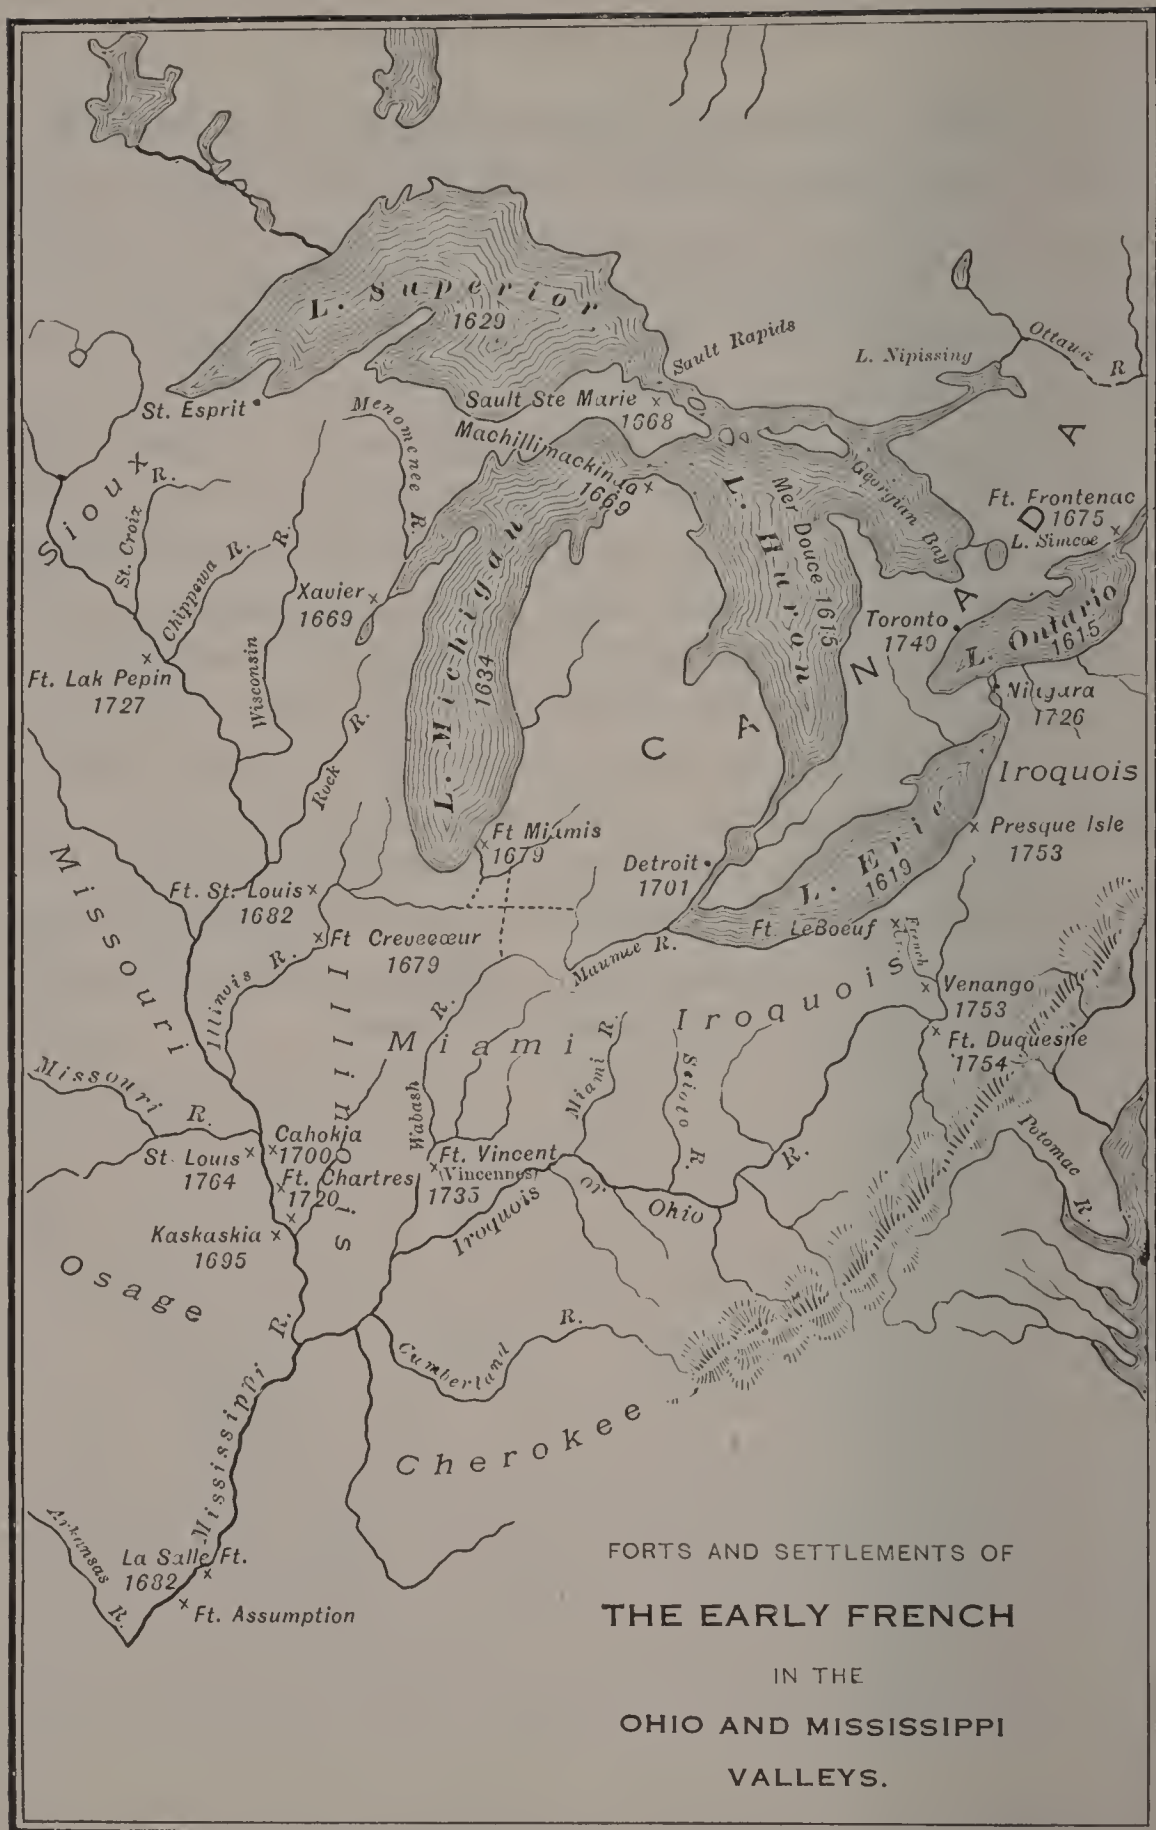 L. Superior
1629
Sault Rapids
L. Nipissing
Ottawa
R
St. Esprit
Menomenee R.
Sault Ste Marie
1668
Machillimackinac
1669
Sioux
St. Croix
R.
Chippewa R.
Wisconsin
R.
Xavier
1669
L. Michigan
1634
L. Huron
Mer Douce 1615
Georgian Bay
Ft. Frontenac
1675
L. Simcoe
Toronto
1749
L. Ontario
1615
CANADA
Niagara
1726
Ft. Lak Pepin
1727
Rock R.
Iroquois
Ft Miamis
1679
Presque Isle
1753
Detroit
1701
L. Erie
1619
Missouri
Ft. St. Louis
1682
Ft. LeBoeuf
French
Ft Crevecœur
1679
Maumee R.
Illinois R.
Illinois
Venango
1753
Iroquois
Ft. Duquesne
1754
Miami
Wabash
R.
Miami R.
Scioto R.
Missouri R.
Potomac R.
Cahokia
1700
St. Louis
1764
Ft. Chartres
1720
Ft. Vincent
(Vincennes)
1735
Kaskaskia
1695
Iroquois or Ohio R.
Osage
Mississippi R.
Cumberland R.
Cherokee
Arkansas R.
La Salle Ft.
1682
Ft. Assumption
FORTS AND SETTLEMENTS OF
THE EARLY FRENCH
IN THE
OHIO AND MISSISSIPPI
VALLEYS.